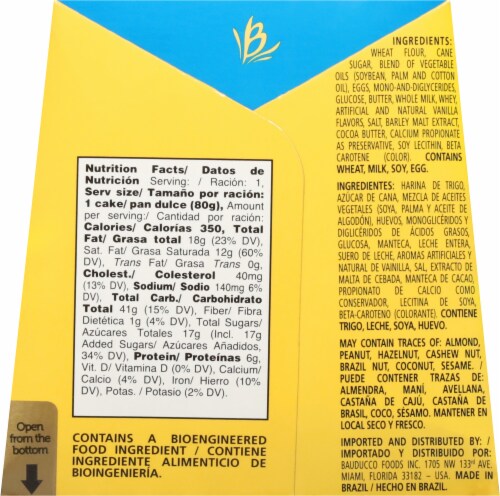 B
INGREDIENTS:
WHEAT FLOUR, CANE
SUGAR, BLEND OF VEGETABLE
OILS (SOYBEAN, PALM AND COTTON
OIL), EGGS, MONO-AND-DIGLYCERIDES,
GLUCOSE, BUTTER, WHOLE MILK, WHEY,
ARTIFICIAL AND NATURAL VANILLA
FLAVORS, SALT, BARLEY MALT EXTRACT,
COCOA BUTTER, CALCIUM PROPIONATE
AS PRESERVATIVE, SOY LECITHIN, BETA
CAROTENE (COLOR). CONTAINS
WHEAT, MILK, SOY, EGG.
INGREDIENTES: HARINA DE TRIGO,
AZÚCAR DE CANA, MEZCLA DE ACEITES
VEGETALES (SOYA, PALMA Y ACEITE DE
ALGODÓN), HUEVOS, MONOGLICÉRIDOS Y
DIGLICÉRIDOS DE ÁCIDOS GRASOS,
GLUCOSA, MANTECA, LECHE ENTERA,
SUERO DE LECHE, AROMAS ARTIFICIALES Y
NATURAL DE VAINILLA, SAL, EXTRACTO DE
MALTA DE CEBADA, MANTECA DE CACAO,
PROPIONATO DE CALCIO COMO
CONSERVADOR, LECITINA DE SOYA,
BETA-CAROTENO (COLORANTE). CONTIENE
TRIGO, LECHE, SOJA, HUEVO.
MAY CONTAIN TRACES OF: ALMOND,
PEANUT, HAZELNUT, CASHEW NUT,
BRAZIL NUT, COCONUT, SESAME. /
PUEDE CONTENER TRAZAS DE:
ALMENDRA, MANÍ, AVELLANA,
CASTAÑA DE CAJÚ, CASTAÑA DE
BRASIL, COCO, SÉSAMO. MANTENER EN
LOCAL SECO Y FRESCO.
IMPORTED AND DISTRIBUTED BY: /
IMPORTADO Y DISTRIBUIDO POR:
BAUDUCCO FOODS INC. 1705 NW 133RD AVE.
MIAMI, FLORIDA 33182 – USA. MADE IN
BRAZIL / HECHO EN BRAZIL.
Nutrition Facts/ Datos de
Nutrición Serving: / Ración: 1,
Serv size/ Tamaño por ración:
1 cake/ pan dulce (80g), Amount
per serving:/ Cantidad por ración:
Calories/ Calorías 350, Total
Fat/ Grasa total 18g (23% DV),
Sat. Fat/ Grasa Saturada 12g (60%
DV), Trans Fat/ Grasa Trans 0g,
Cholest./ Colesterol 40mg
(13% DV), Sodium/ Sodio 140mg 6%
DV), Total Carb./ Carbohidrato
Total 41g (15% DV), Fiber/ Fibra
Dietética 1g (4% DV), Total Sugars/
Azúcares Totales 17g (Incl. 17g
Added Sugars/ Azúcares Añadidos,
34% DV), Protein/ Proteínas 6g,
Vit. D/ Vitamina D (0% DV), Calcium/
Calcio (4% DV), Iron/ Hierro (10%
DV), Potas. / Potasio (2% DV).
CONTAINS A BIOENGINEERED
FOOD INGREDIENT / CONTIENE
INGREDIENTE ALIMENTICIO DE
BIOINGENIERÍA.
Open
from the
bottom